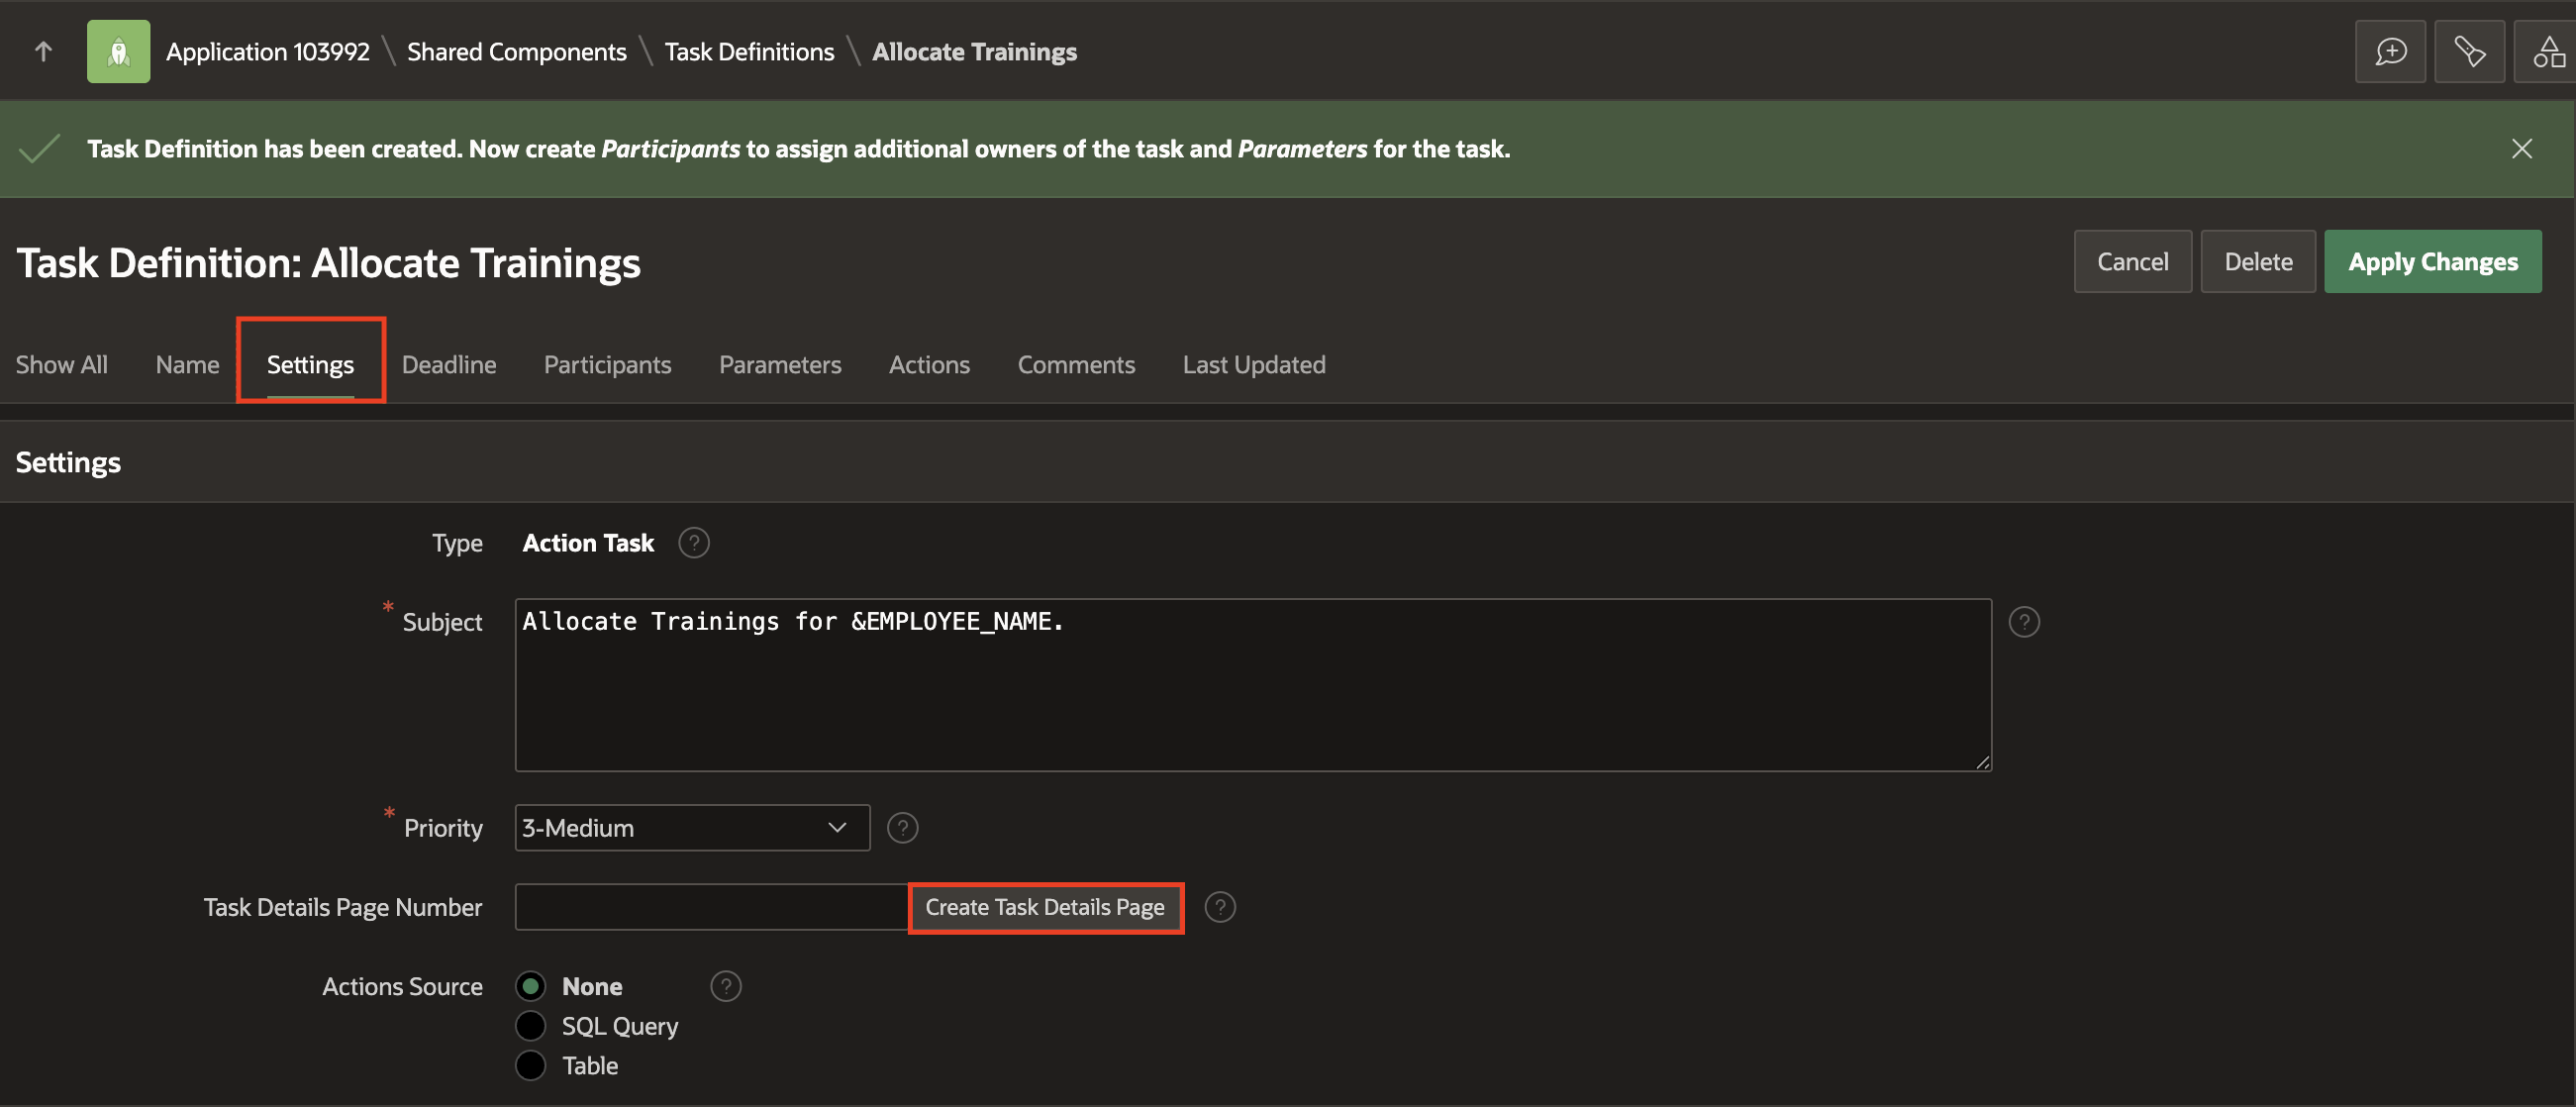 Application 103992 \ Shared Components \ Task Definitions \ Allocate Trainings
Task Definition has been created. Now create Participants to assign additional owners of the task and Parameters for the task.
Task Definition: Allocate Trainings
Cancel
Delete
Apply Changes
Show All
Name
Settings
Deadline
Participants
Parameters
Actions
Comments
Last Updated
Settings
Type
Action Task
?
* Subject
Allocate Trainings for &EMPLOYEE_NAME.
?
* Priority
3-Medium
?
Task Details Page Number
Create Task Details Page
?
Actions Source
None
?
SQL Query
Table